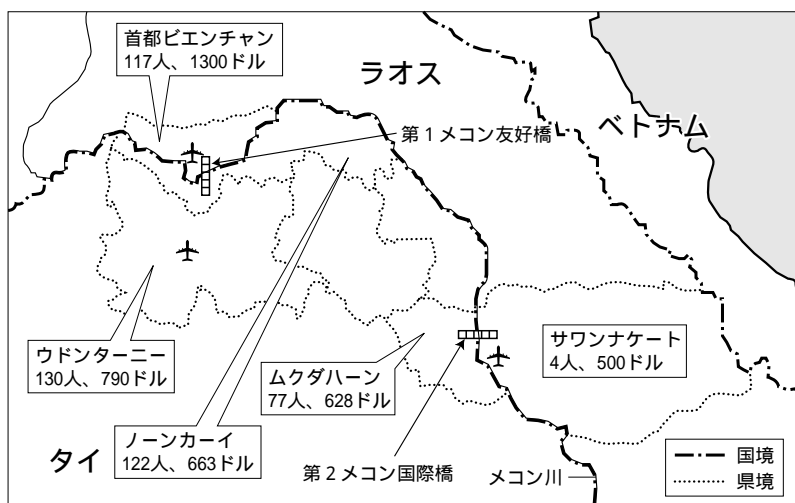 首都ビエンチャン
117人、1300ドル
ラオス
ベトナム
第1メコン友好橋
ウドンターニー
130人、790ドル
ムクダハーン
77人、628ドル
サワンナケート
4人、500ドル
ノーンカーイ
122人、663ドル
タイ
第2メコン国際橋
メコン川
国境
県境